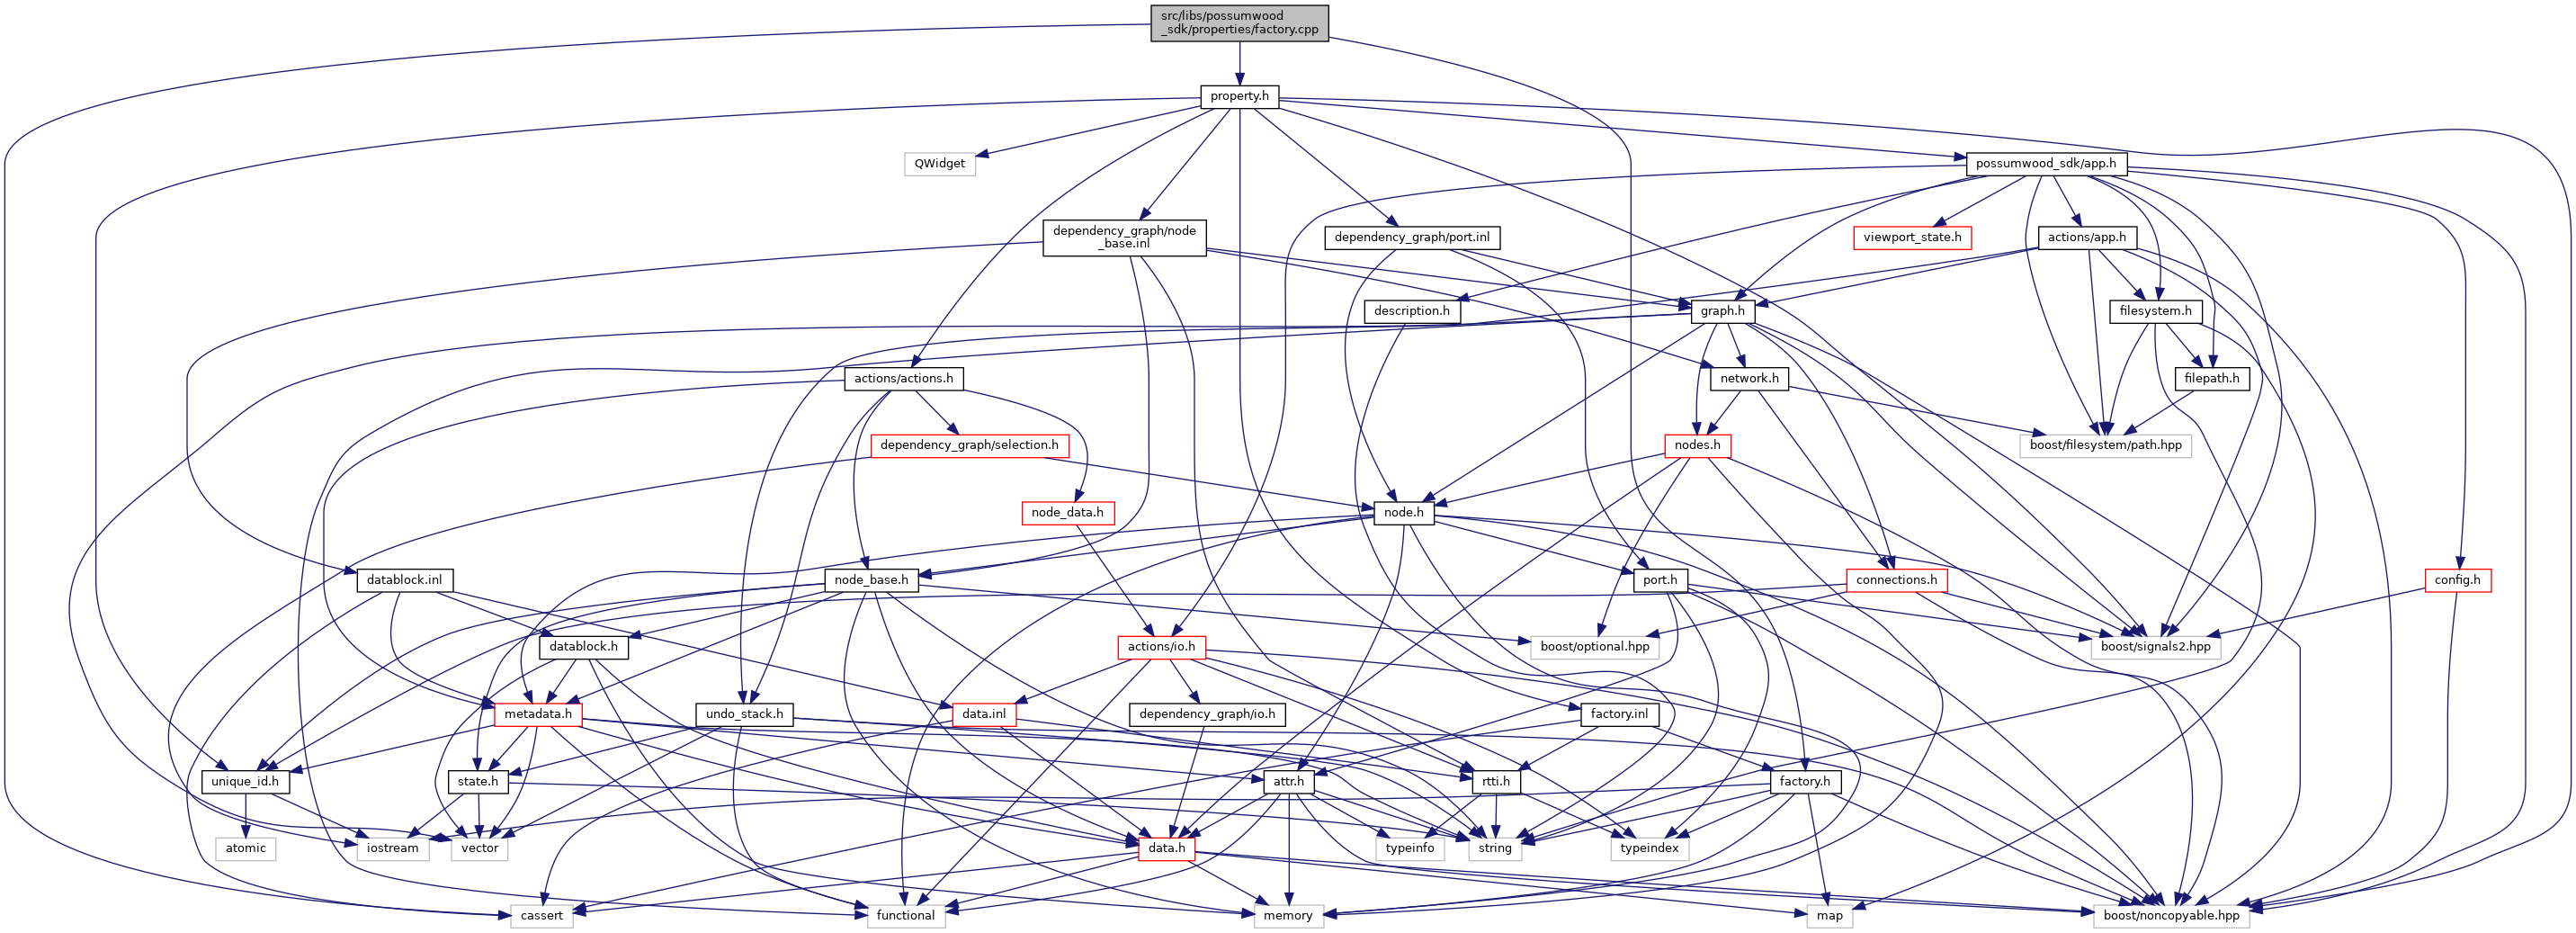 src/libs/possumwood
_sdk/properties/factory.cpp
property.h
QWidget
possumwood_sdk/app.h
dependency_graph/node
_base.inl
dependency_graph/port.inl
viewport_state.h
actions/app.h
description.h
graph.h
filesystem.h
actions/actions.h
network.h
filepath.h
dependency_graph/selection.h
nodes.h
boost/filesystem/path.hpp
node_data.h
node.h
datablock.inl
node_base.h
port.h
connections.h
config.h
datablock.h
actions/io.h
boost/optional.hpp
boost/signals2.hpp
metadata.h
undo_stack.h
data.inl
dependency_graph/io.h
factory.inl
unique_id.h
state.h
attr.h
rtti.h
factory.h
atomic
iostream
vector
data.h
typeinfo
string
typeindex
cassert
functional
memory
map
boost/noncopyable.hpp